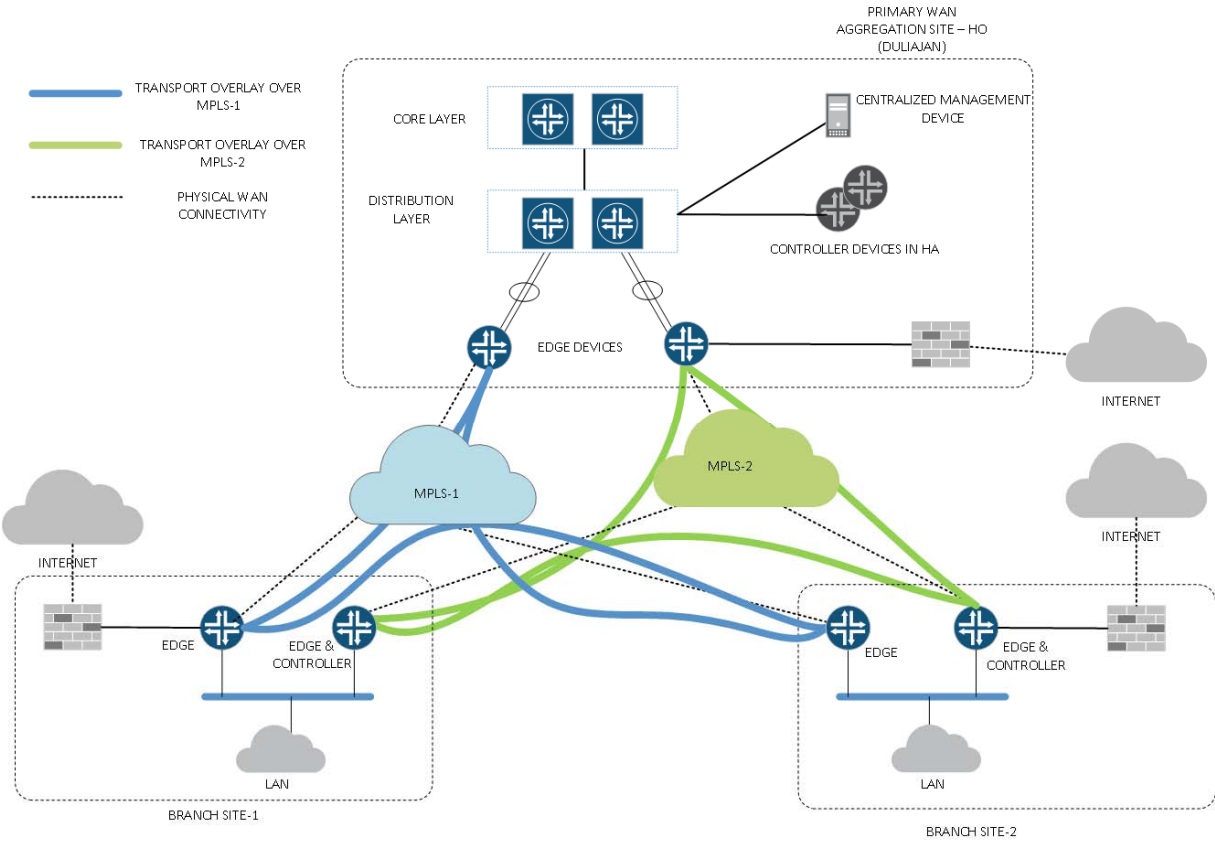 PRIMARY WAN
AGGREGATION SITE – HO
(DULIAJAN)
TRANSPORT OVERLAY OVER
MPLS-1
TRANSPORT OVERLAY OVER
MPLS-2
PHYSICAL WAN
CONNECTIVITY
CORE LAYER
CENTRALIZED MANAGEMENT
DEVICE
DISTRIBUTION
LAYER
CONTROLLER DEVICES IN HA
EDGE DEVICES
INTERNET
MPLS-1
MPLS-2
INTERNET
INTERNET
EDGE
EDGE &
CONTROLLER
EDGE
EDGE &
CONTROLLER
LAN
LAN
BRANCH SITE-1
BRANCH SITE-2